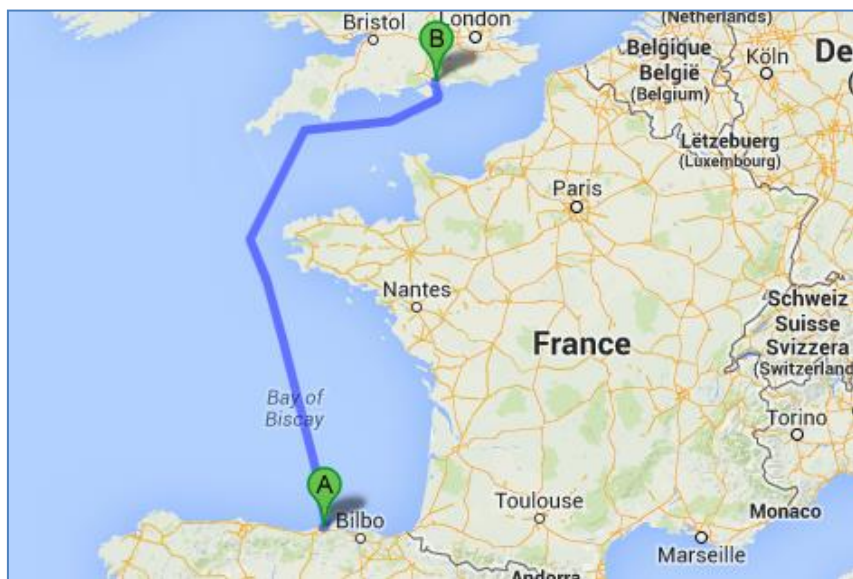 Bristol
London
B
(Netherlands)
Belgique
België
(Belgium)
Köln
De
Lëtzebuerg
(Luxembourg)
Paris
Nantes
Schweiz
Suisse
Svizzera
(Switzerland)
France
Bay of
Biscay
Torino
A
Bilbo
Toulouse
Monaco
Marseille
Andorra